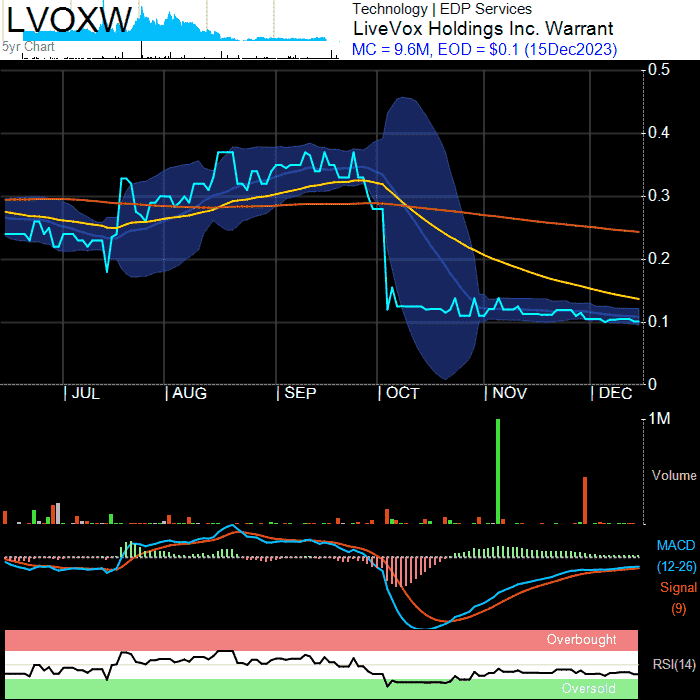 LVOXW
5yr Chart
Technology | EDP Services
LiveVox Holdings Inc. Warrant
MC = 9.6M, EOD = $0.1 (15Dec2023)
0.5
0.4
0.3
0.2
0.1
0
| JUL | AUG | SEP | OCT | NOV | DEC
1M
Volume
MACD
(12-26)
Signal
(9)
Overbought
RSI(14)
Oversold